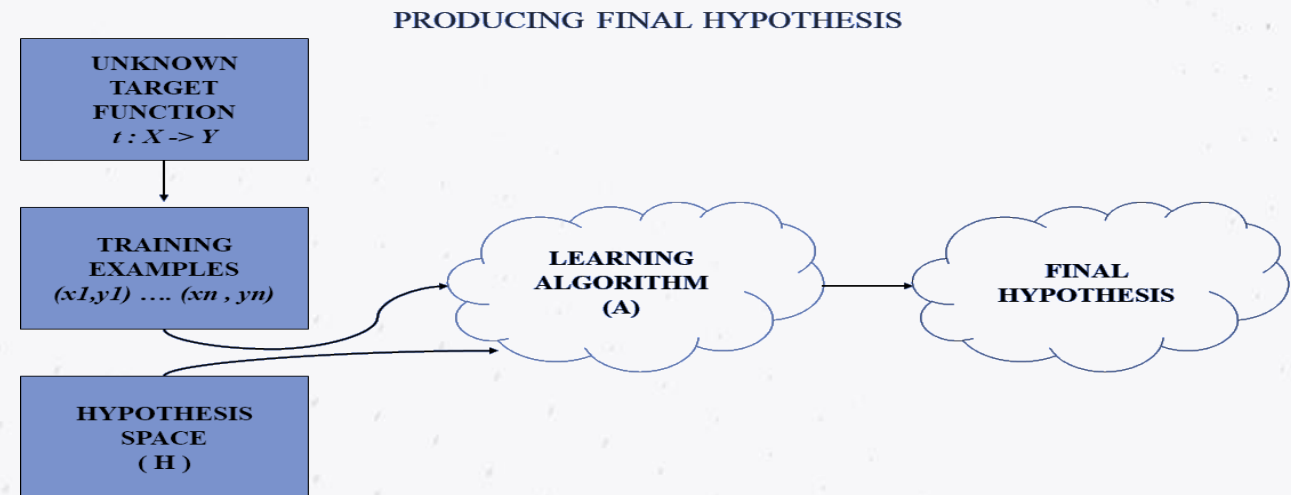 PRODUCING FINAL HYPOTHESIS
UNKNOWN
TARGET
FUNCTION
t : X -> Y
TRAINING
EXAMPLES
(x1,y1) …. (xn , yn)
HYPOTHESIS
SPACE
( H )
LEARNING
ALGORITHM
(A)
FINAL
HYPOTHESIS